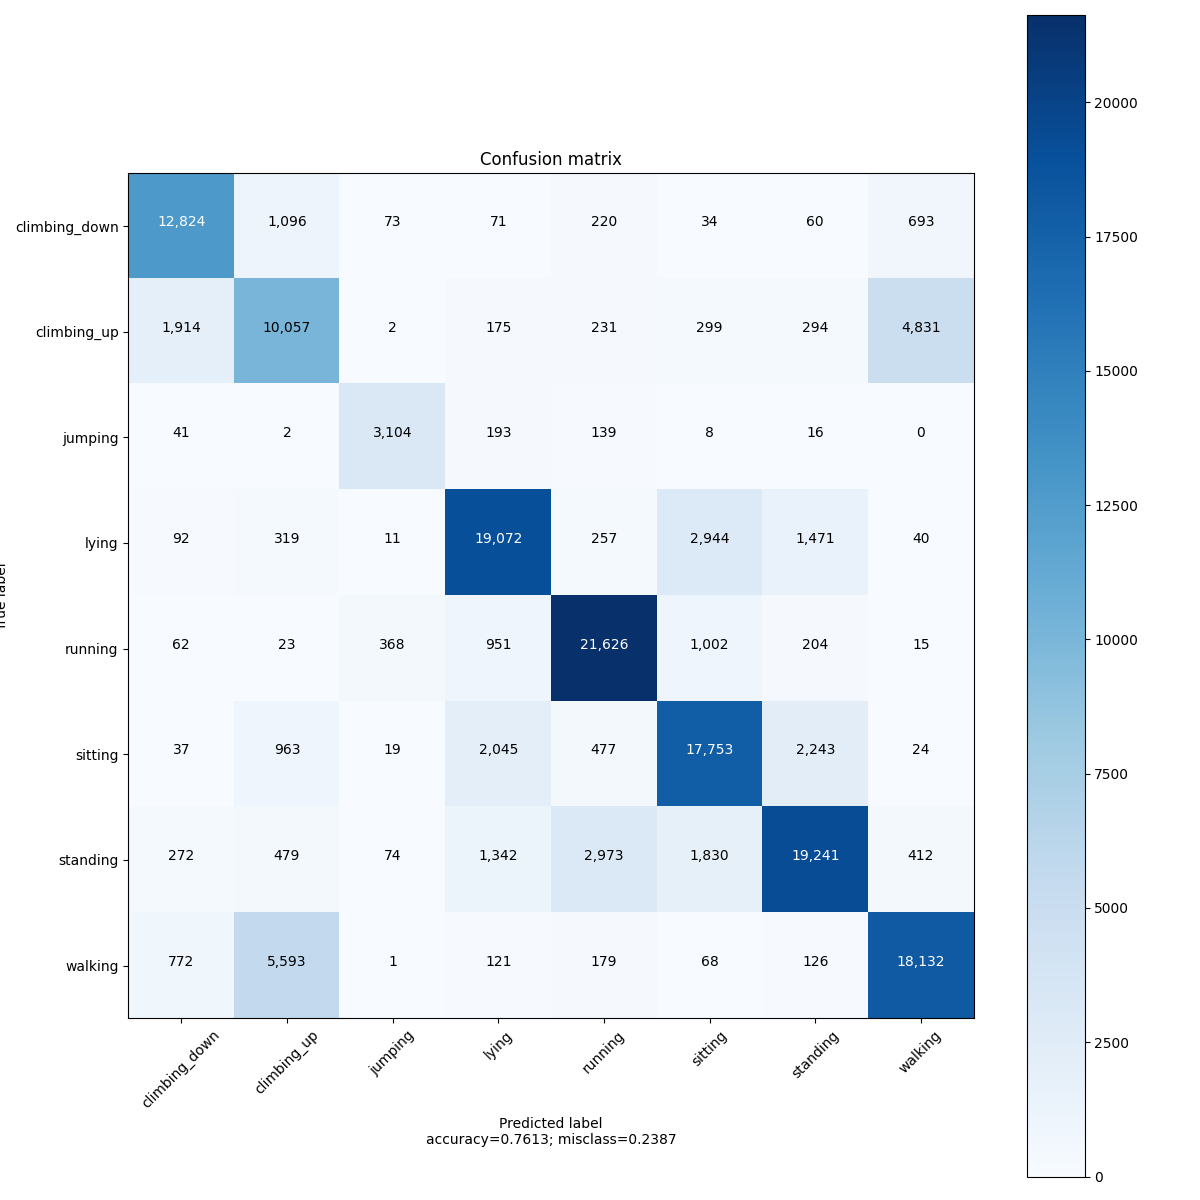 Confusion matrix
climbing_down 12,824 1,096 73 71 220 34 60 693
climbing_up 1,914 10,057 2 175 231 299 294 4,831
jumping 41 2 3,104 193 139 8 16 0
lying 92 319 11 19,072 257 2,944 1,471 40
running 62 23 368 951 21,626 1,002 204 15
sitting 37 963 19 2,045 477 17,753 2,243 24
standing 272 479 74 1,342 2,973 1,830 19,241 412
walking 772 5,593 1 121 179 68 126 18,132
climbing_down climbing_up jumping lying running sitting standing walking
Predicted label
accuracy=0.7613; misclass=0.2387
20000
17500
15000
12500
10000
7500
5000
2500
0